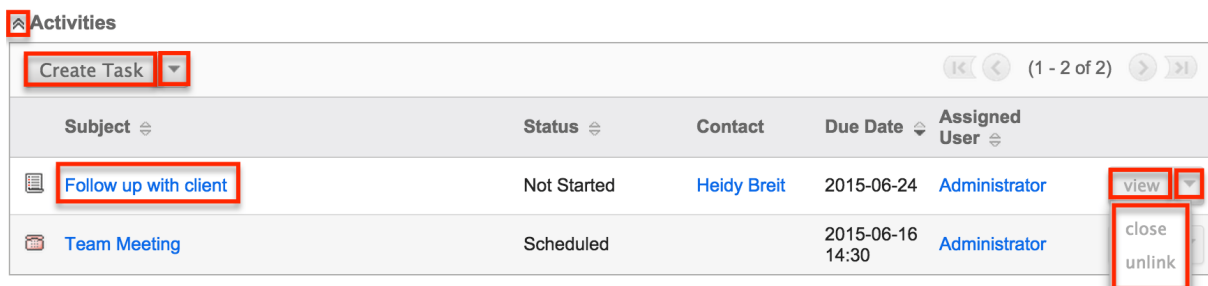 Activities
Create Task
(1 - 2 of 2)
Subject Status Contact Due Date Assigned User
Follow up with client Not Started Heidy Breit 2015-06-24 Administrator view
Team Meeting Scheduled 2015-06-16 14:30 Administrator
close
unlink